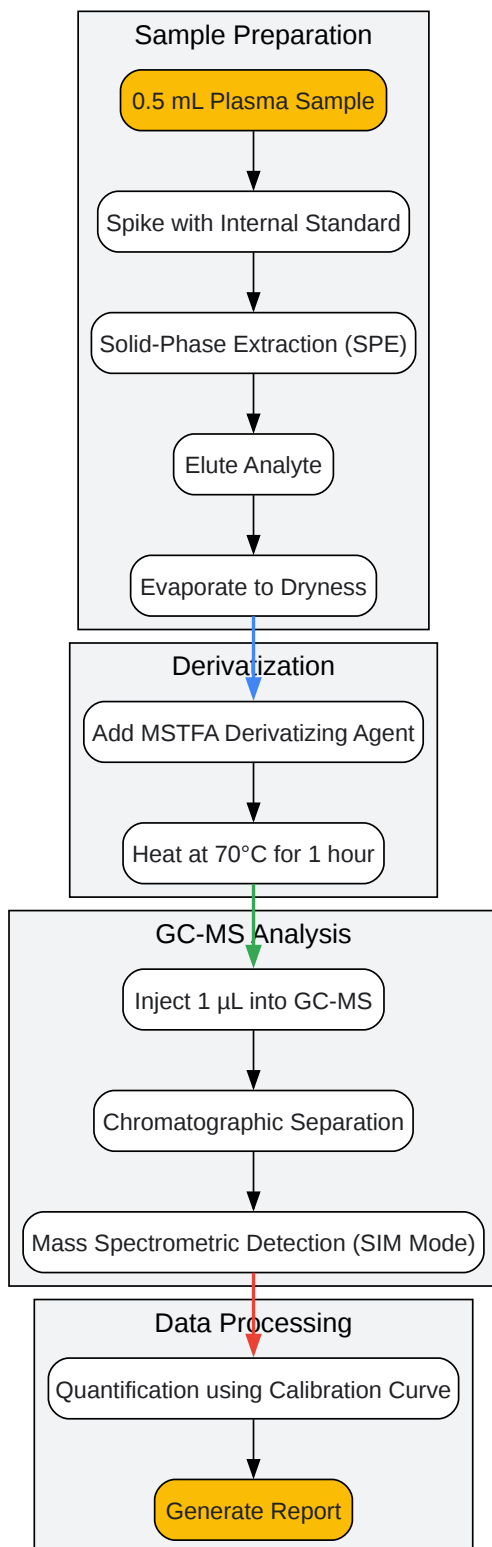 Sample Preparation
0.5 mL Plasma Sample
Spike with Internal Standard
Solid-Phase Extraction (SPE)
Elute Analyte
Evaporate to Dryness
Derivatization
Add MSTFA Derivatizing Agent
Heat at 70°C for 1 hour
GC-MS Analysis
Inject 1 µL into GC-MS
Chromatographic Separation
Mass Spectrometric Detection (SIM Mode)
Data Processing
Quantification using Calibration Curve
Generate Report